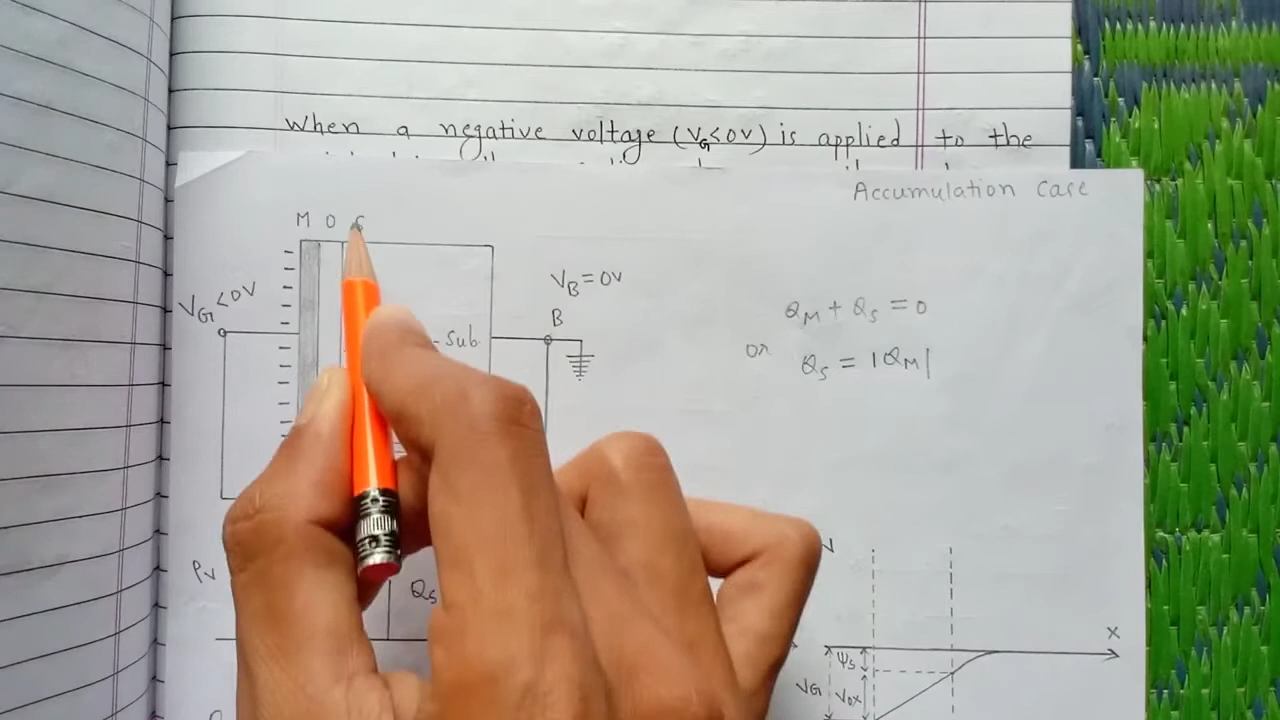 When a negative voltage (VG<0V) is applied to the
Accumulation Case
M O S
VG <0V
VB=0V
B
- Sub.
QM + QS = 0
or QS = |QM|
ρv
QS
V
X
ψS
VG
Vox